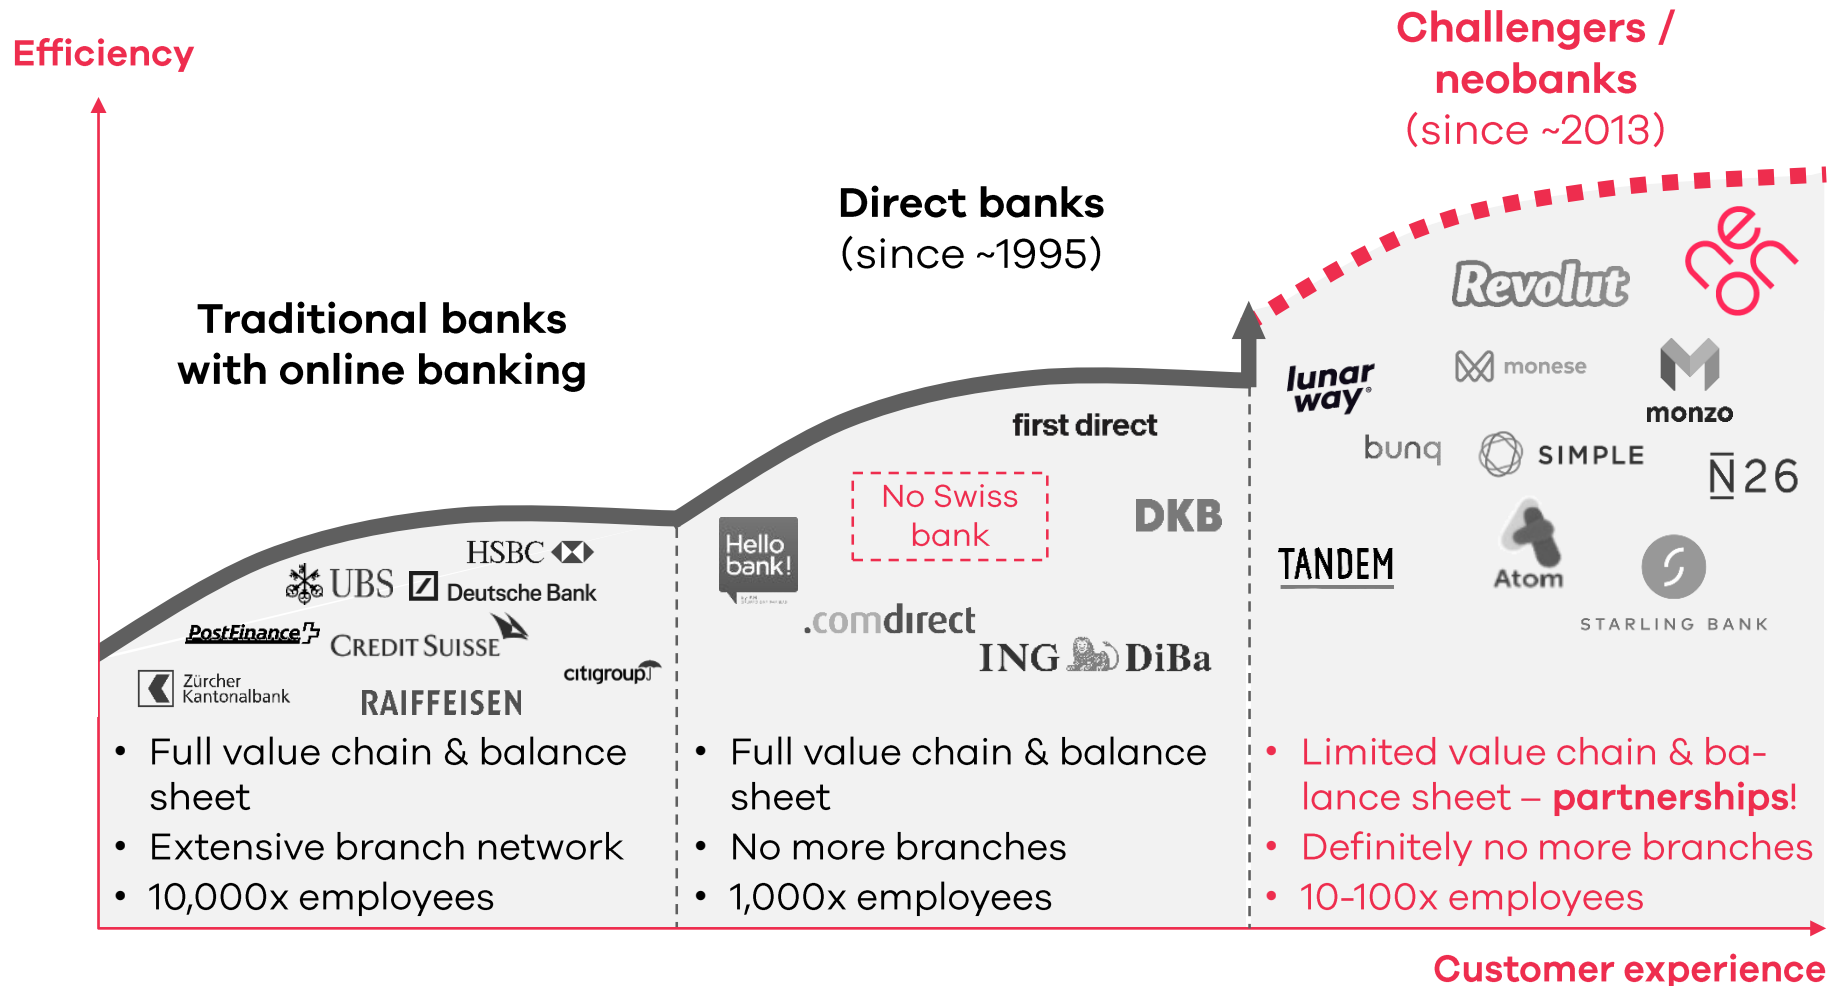 Efficiency
Challengers /
neobanks
(since ~2013)
Direct banks
(since ~1995)
Traditional banks
with online banking
HSBC
UBS
Deutsche Bank
PostFinance
CREDIT SUISSE
citigroup
Zürcher
Kantonalbank
RAIFFEISEN
• Full value chain & balance
sheet
• Extensive branch network
• 10,000x employees
first direct
No Swiss
bank
DKB
Hello
bank!
.comdirect
ING DiBa
• Full value chain & balance
sheet
• No more branches
• 1,000x employees
neon
Revolut
lunar
way®
monese
monzo
bunq
SIMPLE
N26
TANDEM
Atom
STARLING BANK
• Limited value chain & ba-
lance sheet – partnerships!
• Definitely no more branches
• 10-100x employees
Customer experience